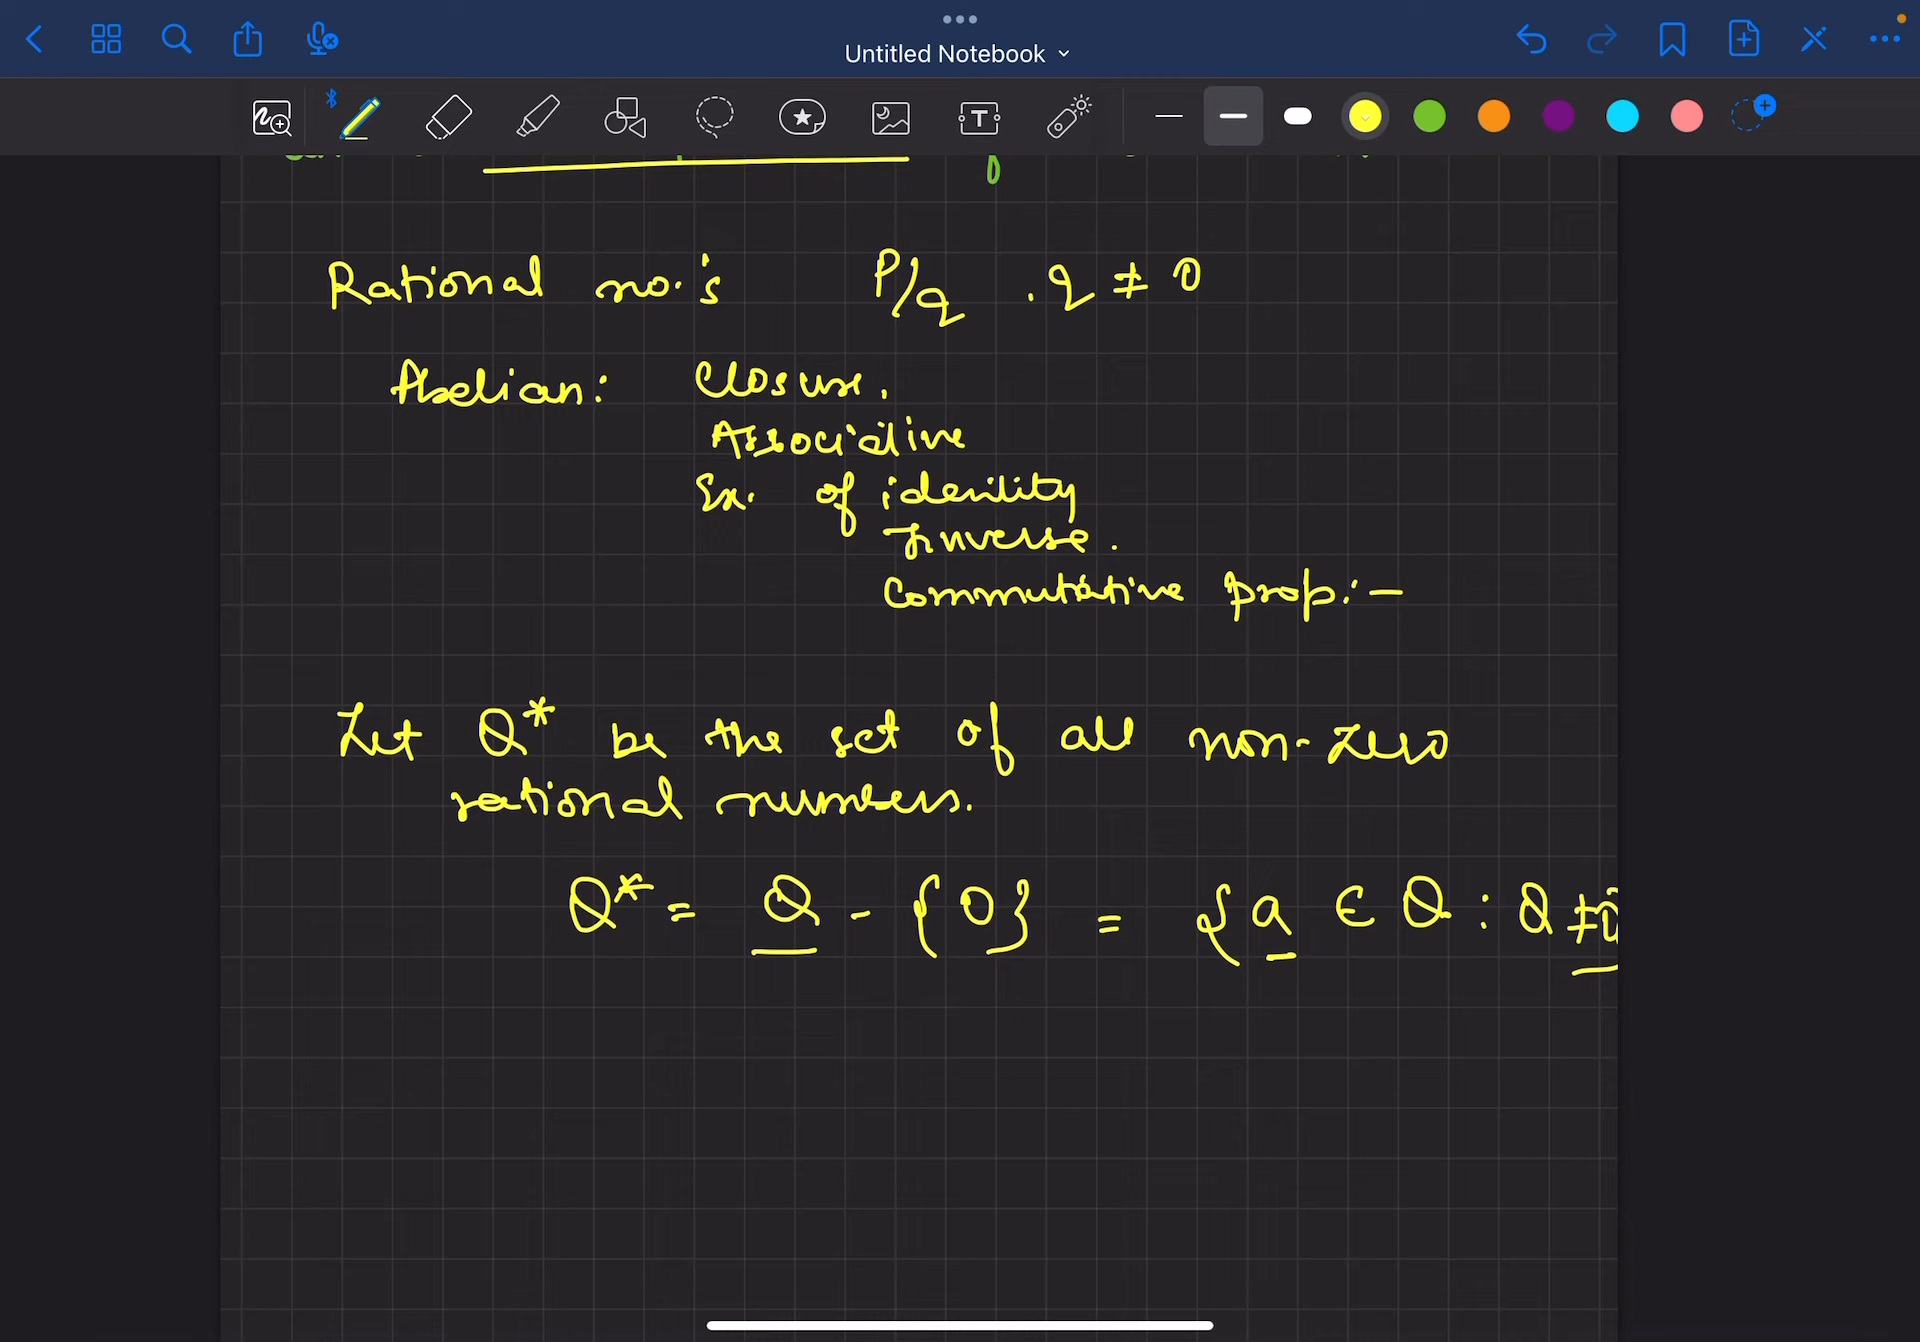 Untitled Notebook
Rational no.'s P/q . q ≠ 0
Abelian: Closure.
Associative
Ex. of identity
Inverse.
Commutative prop:-
Let Q* be the set of all non-zero
rational numbers.
Q* = Q - {0} = {a ∈ Q : Q ≠ 0